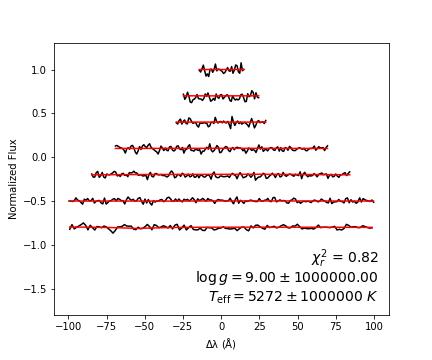 1.0
0.5
0.0
−0.5
−1.0
−1.5
Normalized Flux
χ²ᵣ = 0.82
log g = 9.00 ± 1000000.00
T_eff = 5272 ± 1000000 K
−100 −75 −50 −25 0 25 50 75 100
Δλ (Å)